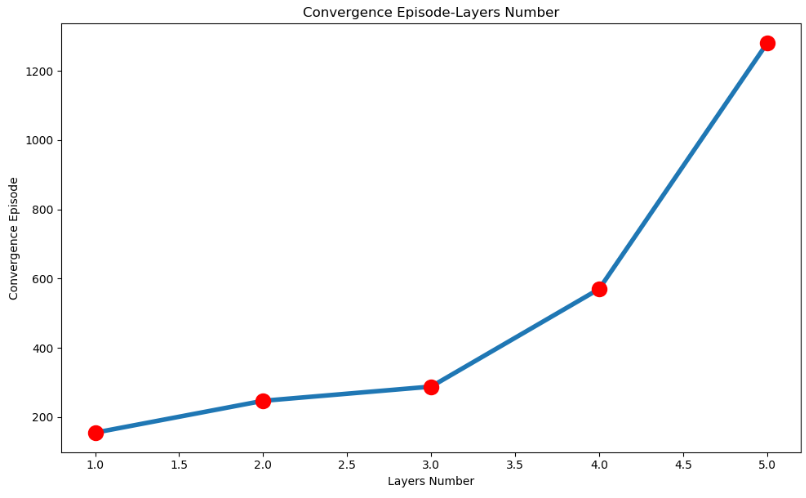 Convergence Episode-Layers Number
Convergence Episode
1200
1000
800
600
400
200
1.0 1.5 2.0 2.5 3.0 3.5 4.0 4.5 5.0
Layers Number